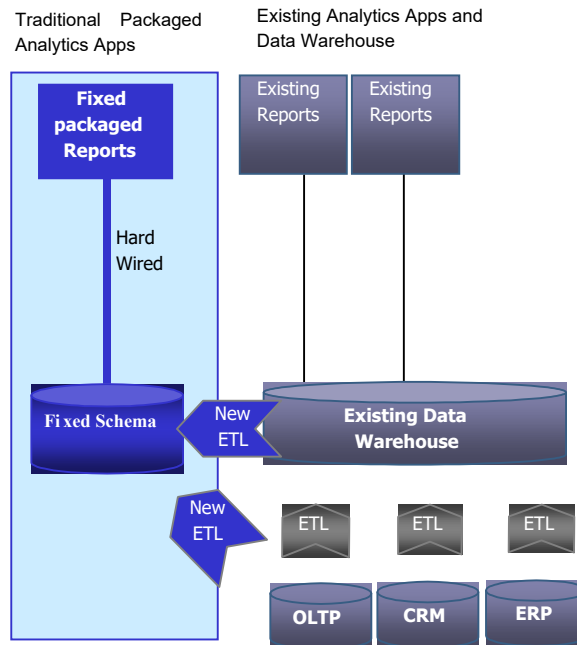 Traditional Packaged
Analytics Apps
Existing Analytics Apps and
Data Warehouse
Fixed
packaged
Reports
Existing
Reports
Existing
Reports
Hard
Wired
Fixed Schema
New
ETL
Existing Data
Warehouse
New
ETL
ETL
ETL
ETL
OLTP
CRM
ERP